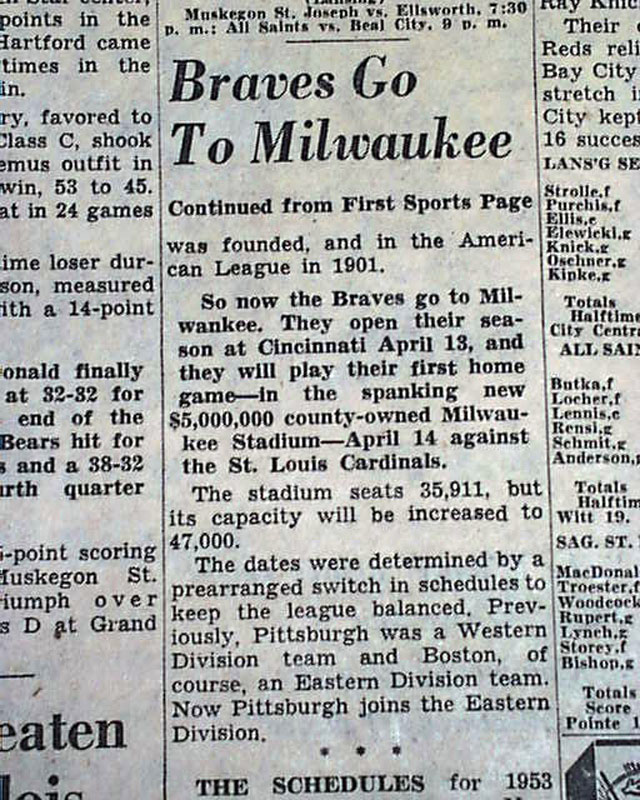 points in the
Hartford came
times in the
in.
ry, favored to
Class C, shook
emus outfit in
win, 53 to 45.
at in 24 games
ime loser dur-
son, measured
ith a 14-point
onald finally
at 32-32 for
end of the
Bears hit for
s and a 38-32
urth quarter
-point scoring
Muskegon St.
riumph over
s D at Grand
eaten
lois
Muskegon St. Joseph vs. Ellsworth, 7:30
p. m.; All Saints vs. Beal City, 9 p. m.
Braves Go
To Milwaukee
Continued from First Sports Page
was founded, and in the Ameri-
can League in 1901.
So now the Braves go to Mil-
wankee. They open their sea-
son at Cincinnati April 13, and
they will play their first home
game—in the spanking new
$5,000,000 county-owned Milwau-
kee Stadium—April 14 against
the St. Louis Cardinals.
The stadium seats 35,911, but
its capacity will be increased to
47,000.
The dates were determined by a
prearranged switch in schedules to
keep the league balanced. Prev-
iously, Pittsburgh was a Western
Division team and Boston, of
course, an Eastern Division team.
Now Pittsburgh joins the Eastern
Division.
* * *
THE SCHEDULES for 1953
Ray Knic
Their
Reds reli
Bay City
stretch i
City kept
16 succes
LANS'G SE
Strolle,f
Purchis,f
Ellis,c
Elewicki,g
Knick,g
Oschner,g
Kipke,g
Totals
Halftime
City Centr
ALL SAI
Butka,f
Locher,f
Lennis,c
Rensi,g
Schmit,g
Anderson,
Totals
Halftim
Witt 19.
SAG. ST.
MacDonal
Troester,f
Woodcock
Rupert,g
Lynch,g
Storey,f
Bishop,g
Totals
Score
Pointe 1